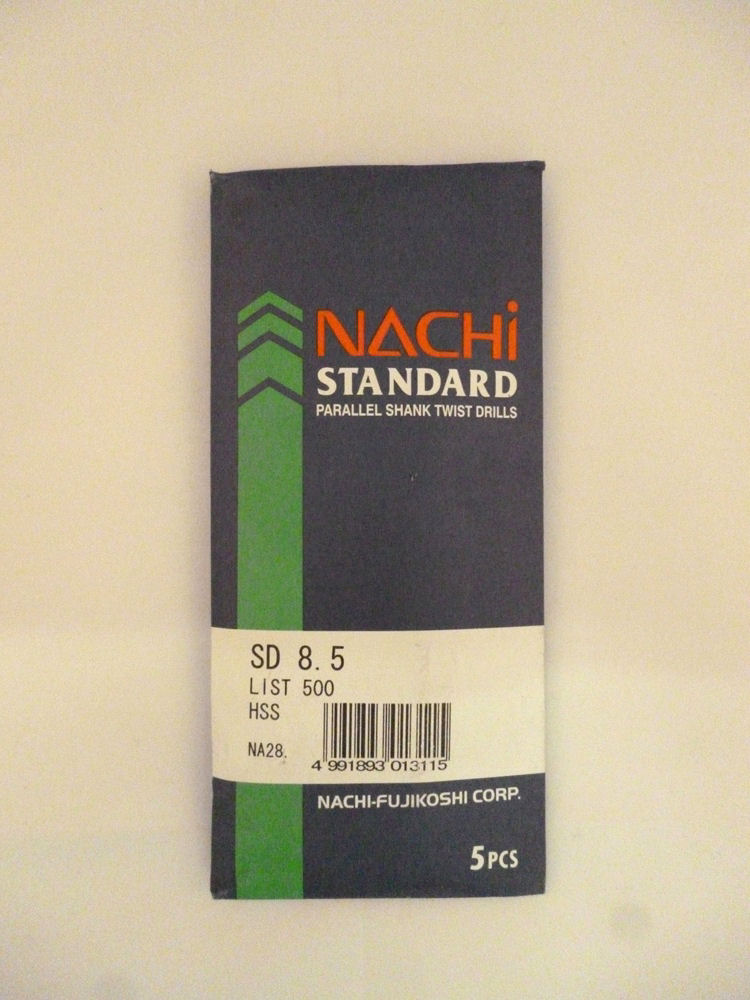 NACHi
STANDARD
PARALLEL SHANK TWIST DRILLS
SD 8.5
LIST 500
HSS
NA28.
4 991893 013115
NACHI-FUJIKOSHI CORP.
5PCS